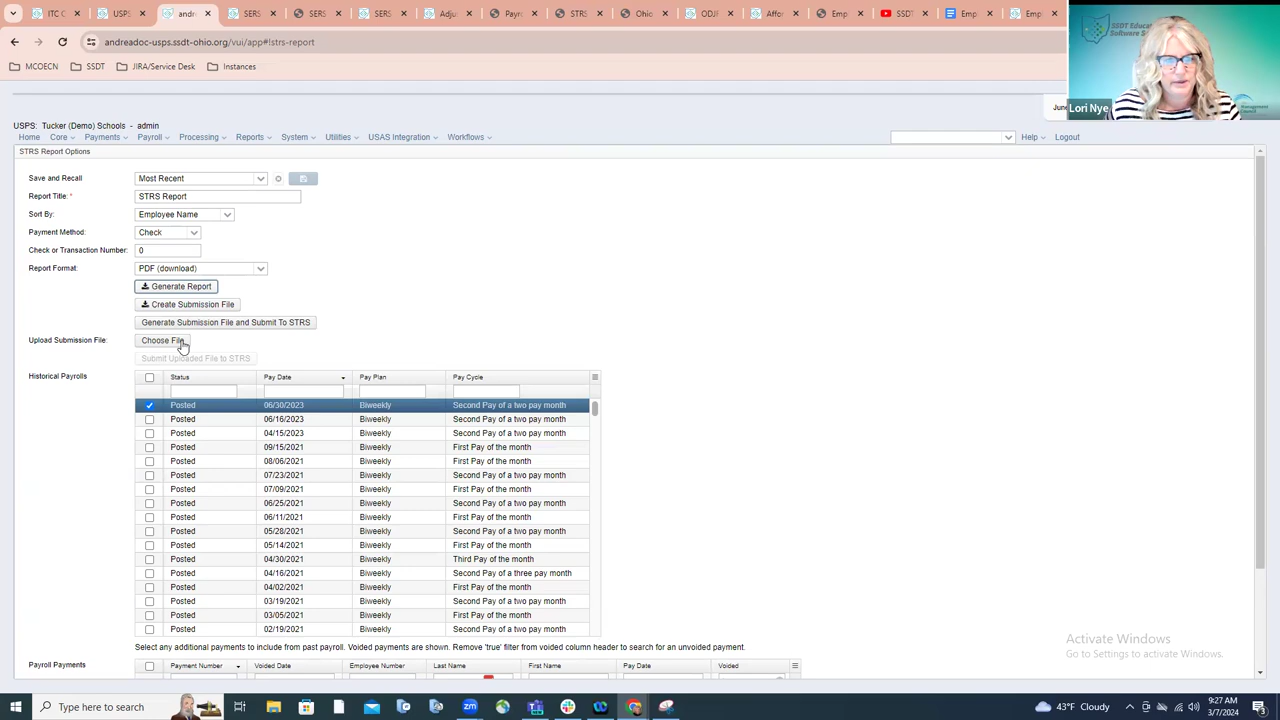 USPS
Payro
STRS
Ohio
ODJF
Affor
Emp
SSDT
Emp
Emp
andreadoc-usps.ssdt-ohio.org/vui/app#lstrs-report
MCOECN SSDT JIRA/Service Desk Instances
SSDT Educa
Software S
Lori Nye
June
USPS: Tucker (Demo) Schools - admin
Home Core Payments Payroll Processing Reports System Utilities USAS Integration Workflows Help Logout
STRS Report Options
Save and Recall Most Recent
Report Title:* STRS Report
Sort By: Employee Name
Payment Method: Check
Check or Transaction Number: 0
Report Format: PDF (download)
Generate Report
Create Submission File
Generate Submission File and Submit To STRS
Upload Submission File: Choose File
Submit Uploaded File to STRS
Historical Payrolls Status Pay Date Pay Plan Pay Cycle
Posted 06/30/2023 Biweekly Second Pay of a two pay month
Posted 06/16/2023 Biweekly Second Pay of a two pay month
Posted 04/15/2023 Biweekly Second Pay of a two pay month
Posted 09/15/2021 Biweekly First Pay of the month
Posted 08/06/2021 Biweekly First Pay of the month
Posted 07/23/2021 Biweekly Second Pay of a two pay month
Posted 07/09/2021 Biweekly First Pay of the month
Posted 06/25/2021 Biweekly Second Pay of a two pay month
Posted 06/11/2021 Biweekly First Pay of the month
Posted 05/28/2021 Biweekly Second Pay of a two pay month
Posted 05/14/2021 Biweekly First Pay of the month
Posted 04/30/2021 Biweekly Third Pay of the month
Posted 04/16/2021 Biweekly Second Pay of a three pay month
Posted 04/02/2021 Biweekly First Pay of the month
Posted 03/19/2021 Biweekly Second Pay of a two pay month
Posted 03/05/2021 Biweekly First Pay of the month
Posted 02/19/2021 Biweekly Second Pay of a two pay month
Select any additional payments to include from past payroll. Voided payments are shown. Remove 'true' filter from voided column header to search for an unvoided payment.
Payroll Payments Payment Number Voided Date Employee Number Last Name First Name Pay Date Voided
Activate Windows
Go to Settings to activate Windows.
Type here to search
43°F Cloudy
9:27 AM
3/7/2024